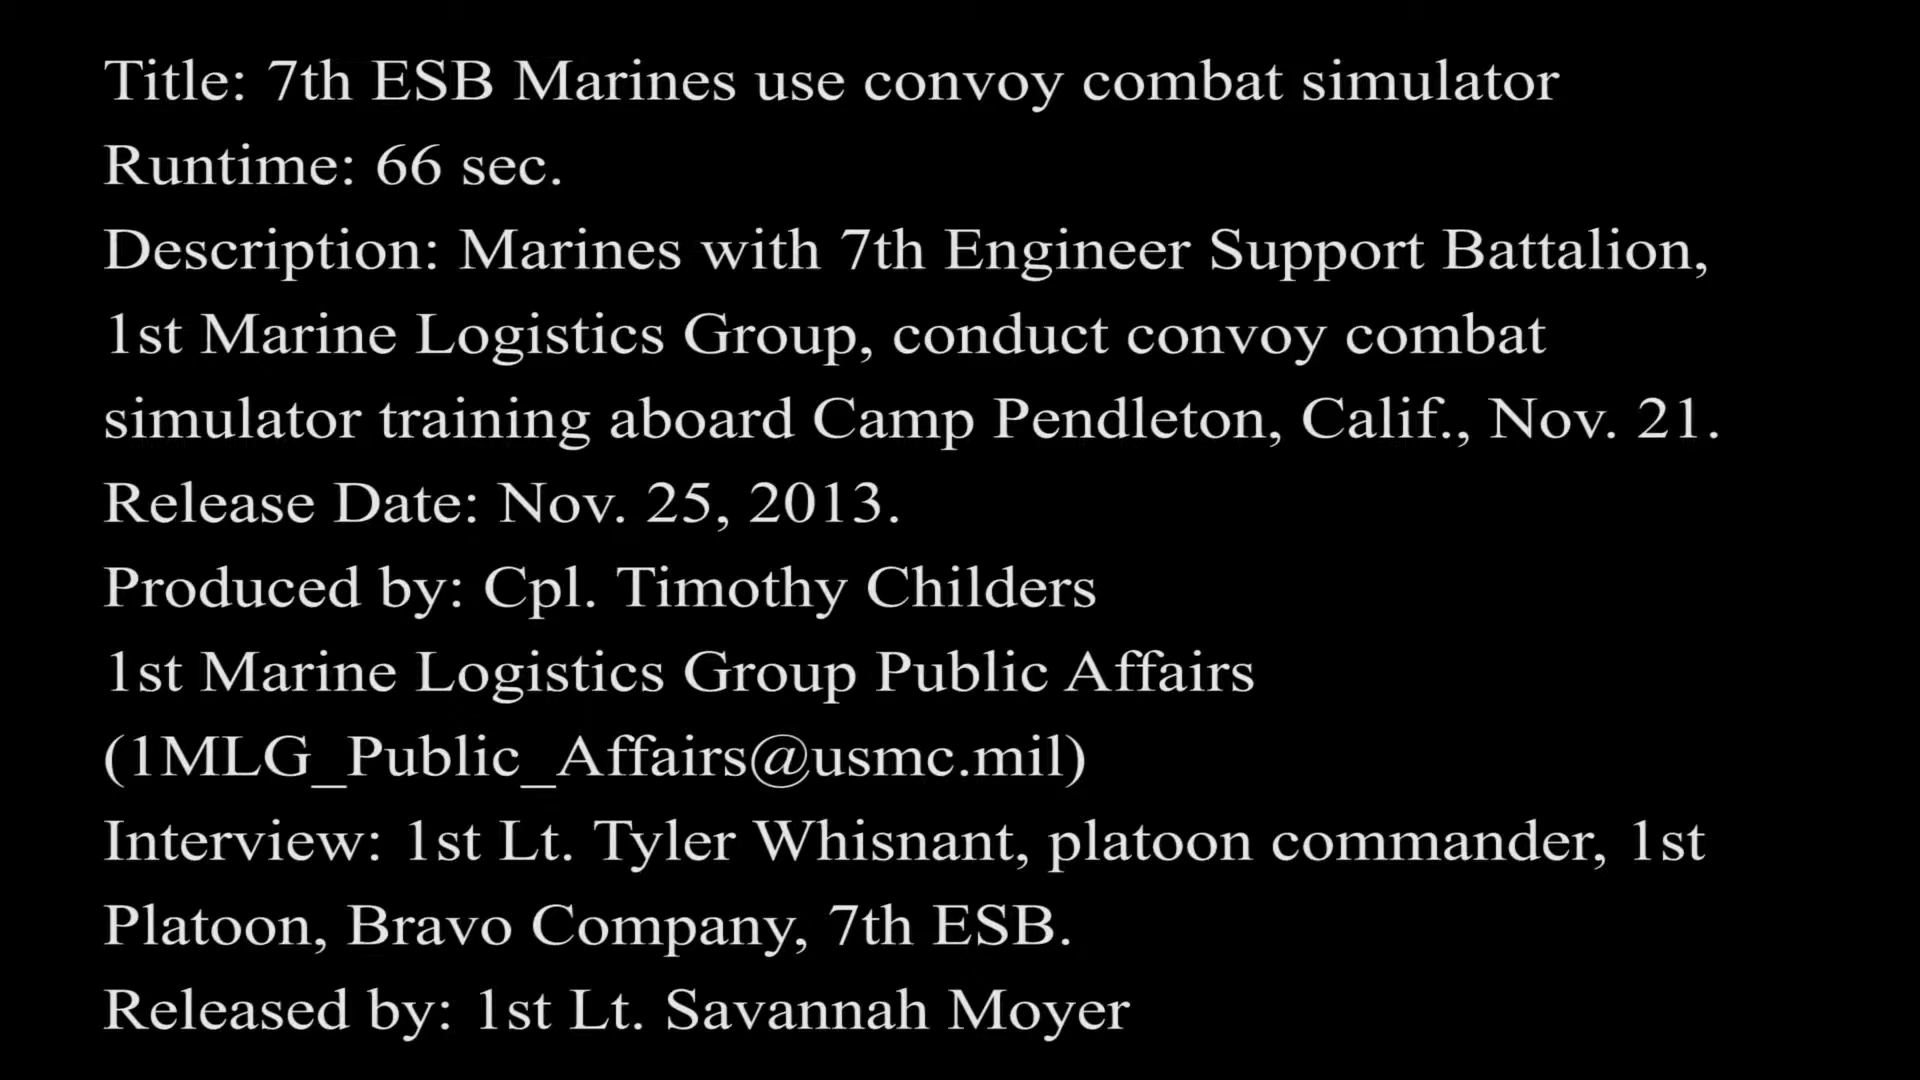 Title: 7th ESB Marines use convoy combat simulator
Runtime: 66 sec.
Description: Marines with 7th Engineer Support Battalion,
1st Marine Logistics Group, conduct convoy combat
simulator training aboard Camp Pendleton, Calif., Nov. 21.
Release Date: Nov. 25, 2013.
Produced by: Cpl. Timothy Childers
1st Marine Logistics Group Public Affairs
(1MLG_Public_Affairs@usmc.mil)
Interview: 1st Lt. Tyler Whisnant, platoon commander, 1st
Platoon, Bravo Company, 7th ESB.
Released by: 1st Lt. Savannah Moyer